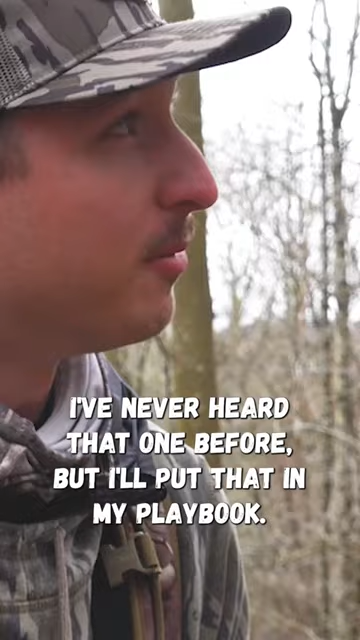 I'VE NEVER HEARD
THAT ONE BEFORE,
BUT I'LL PUT THAT IN
MY PLAYBOOK.